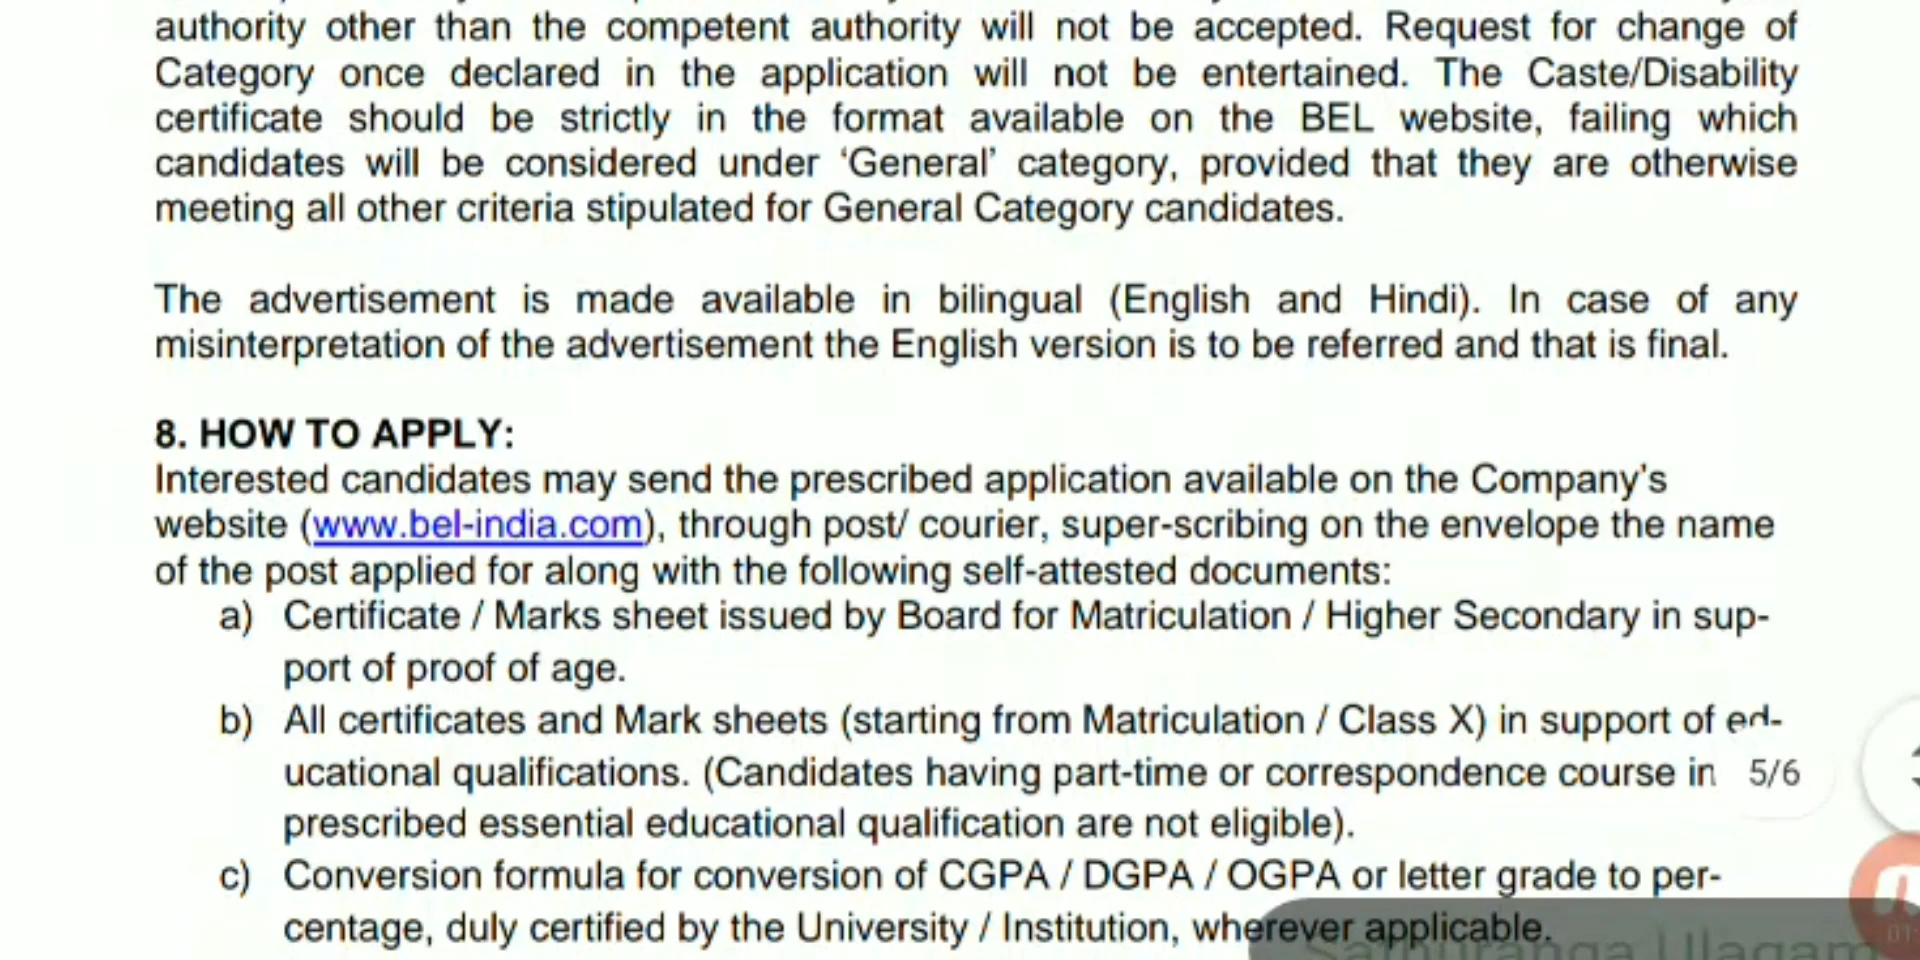 authority other than the competent authority will not be accepted. Request for change of
Category once declared in the application will not be entertained. The Caste/Disability
certificate should be strictly in the format available on the BEL website, failing which
candidates will be considered under ‘General’ category, provided that they are otherwise
meeting all other criteria stipulated for General Category candidates.
The advertisement is made available in bilingual (English and Hindi). In case of any
misinterpretation of the advertisement the English version is to be referred and that is final.
8. HOW TO APPLY:
Interested candidates may send the prescribed application available on the Company's
website (www.bel-india.com), through post/ courier, super-scribing on the envelope the name
of the post applied for along with the following self-attested documents:
a) Certificate / Marks sheet issued by Board for Matriculation / Higher Secondary in sup-
port of proof of age.
b) All certificates and Mark sheets (starting from Matriculation / Class X) in support of ed-
ucational qualifications. (Candidates having part-time or correspondence course in
5/6
prescribed essential educational qualification are not eligible).
c) Conversion formula for conversion of CGPA / DGPA / OGPA or letter grade to per-
centage, duly certified by the University / Institution, wherever applicable.
Ulagam